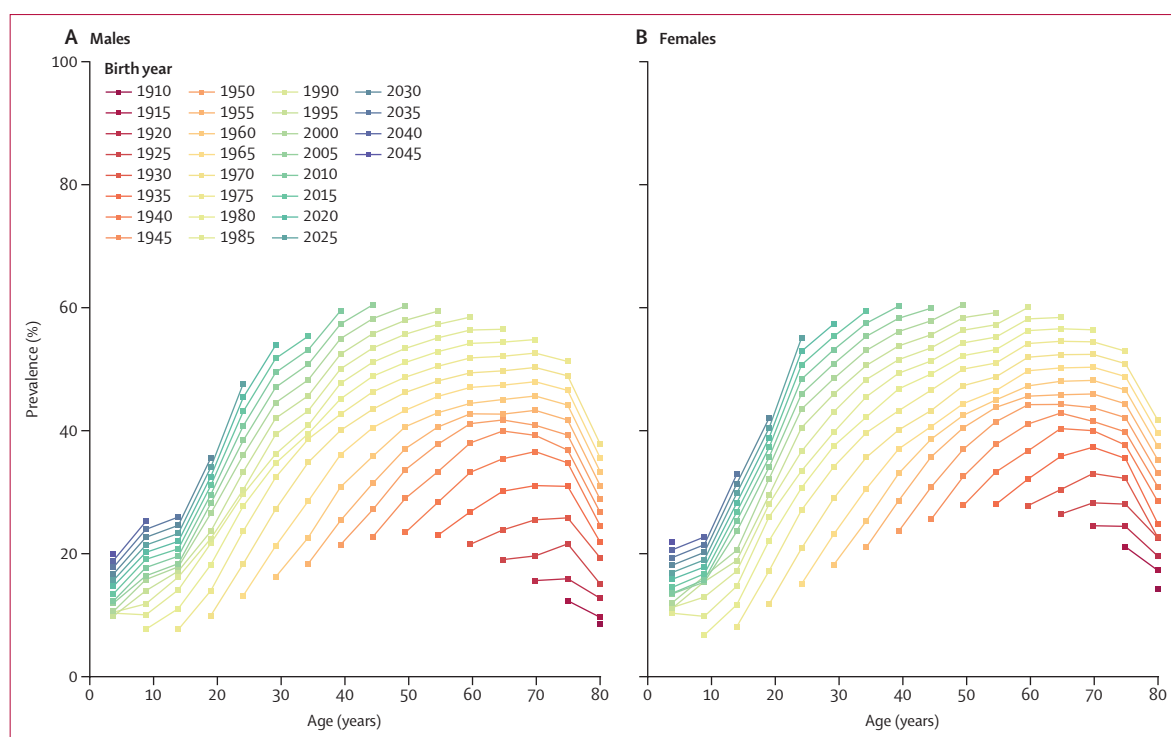 A Males
B Females
100
80
60
40
20
0
Prevalence (%)
Birth year
1910 1950 1990 2030
1915 1955 1995 2035
1920 1960 2000 2040
1925 1965 2005 2045
1930 1970 2010
1935 1975 2015
1940 1980 2020
1945 1985 2025
0 10 20 30 40 50 60 70 80
Age (years)
0 10 20 30 40 50 60 70 80
Age (years)